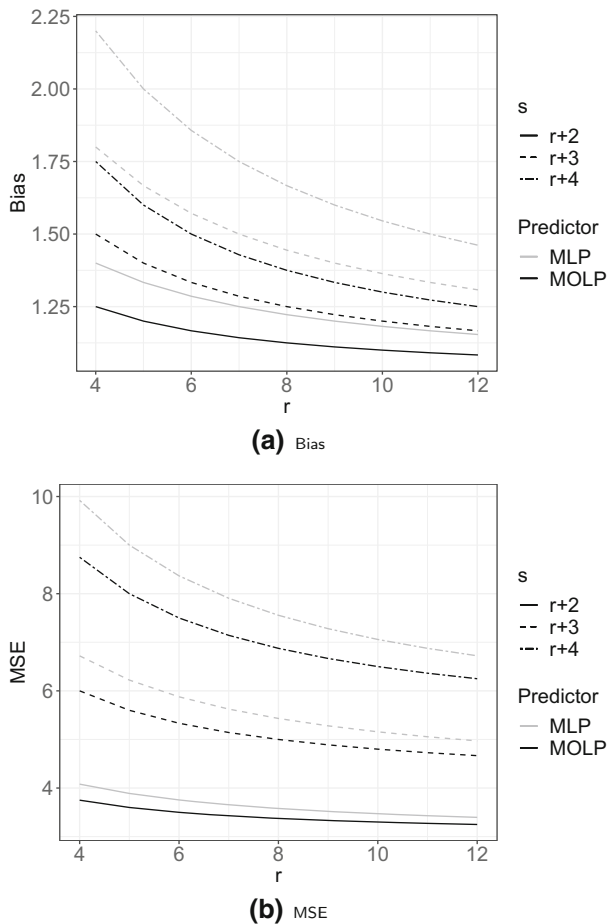 2.25
2.00
1.75
1.50
1.25
Bias
4
6
8
10
12
r
s
r+2
r+3
r+4
Predictor
MLP
MOLP
(a) Bias
10
8
6
4
MSE
4
6
8
10
12
r
s
r+2
r+3
r+4
Predictor
MLP
MOLP
(b) MSE